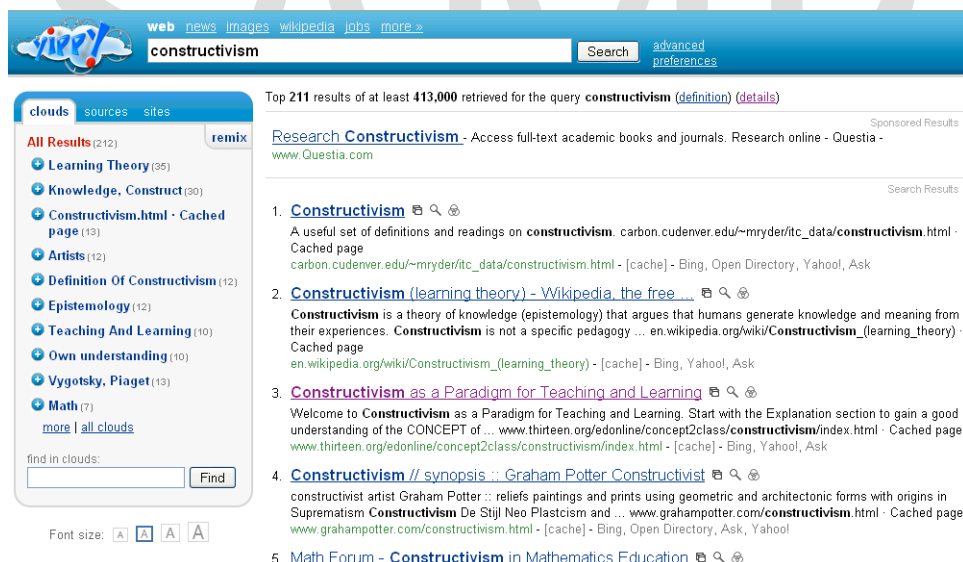 yippy!
web news images wikipedia jobs more »
constructivism
Search
advanced
preferences
clouds sources sites
remix
All Results (212)
Learning Theory (35)
Knowledge, Construct (30)
Constructivism.html · Cached
page (13)
Artists (12)
Definition Of Constructivism (12)
Epistemology (12)
Teaching And Learning (10)
Own understanding (10)
Vygotsky, Piaget (13)
Math (7)
more | all clouds
find in clouds:
Find
Font size: A A A A
Top 211 results of at least 413,000 retrieved for the query constructivism (definition) (details)
Sponsored Results
Research Constructivism - Access full-text academic books and journals. Research online - Questia -
www.Questia.com
Search Results
1. Constructivism
A useful set of definitions and readings on constructivism. carbon.cudenver.edu/~mryder/itc_data/constructivism.html ·
Cached page
carbon.cudenver.edu/~mryder/itc_data/constructivism.html - [cache] - Bing, Open Directory, Yahoo!, Ask
2. Constructivism (learning theory) - Wikipedia, the free ...
Constructivism is a theory of knowledge (epistemology) that argues that humans generate knowledge and meaning from
their experiences. Constructivism is not a specific pedagogy ... en.wikipedia.org/wiki/Constructivism_(learning_theory) ·
Cached page
en.wikipedia.org/wiki/Constructivism_(learning_theory) - [cache] - Bing, Yahoo!, Ask
3. Constructivism as a Paradigm for Teaching and Learning
Welcome to Constructivism as a Paradigm for Teaching and Learning. Start with the Explanation section to gain a good
understanding of the CONCEPT of ... www.thirteen.org/edonline/concept2class/constructivism/index.html · Cached page
www.thirteen.org/edonline/concept2class/constructivism/index.html - [cache] - Bing, Yahoo!, Ask
4. Constructivism // synopsis :: Graham Potter Constructivist
constructivist artist Graham Potter :: reliefs paintings and prints using geometric and architectonic forms with origins in
Suprematism Constructivism De Stijl Neo Plastcism and ... www.grahampotter.com/constructivism.html · Cached page
www.grahampotter.com/constructivism.html - [cache] - Bing, Open Directory, Ask, Yahoo!
5. Math Forum - Constructivism in Mathematics Education